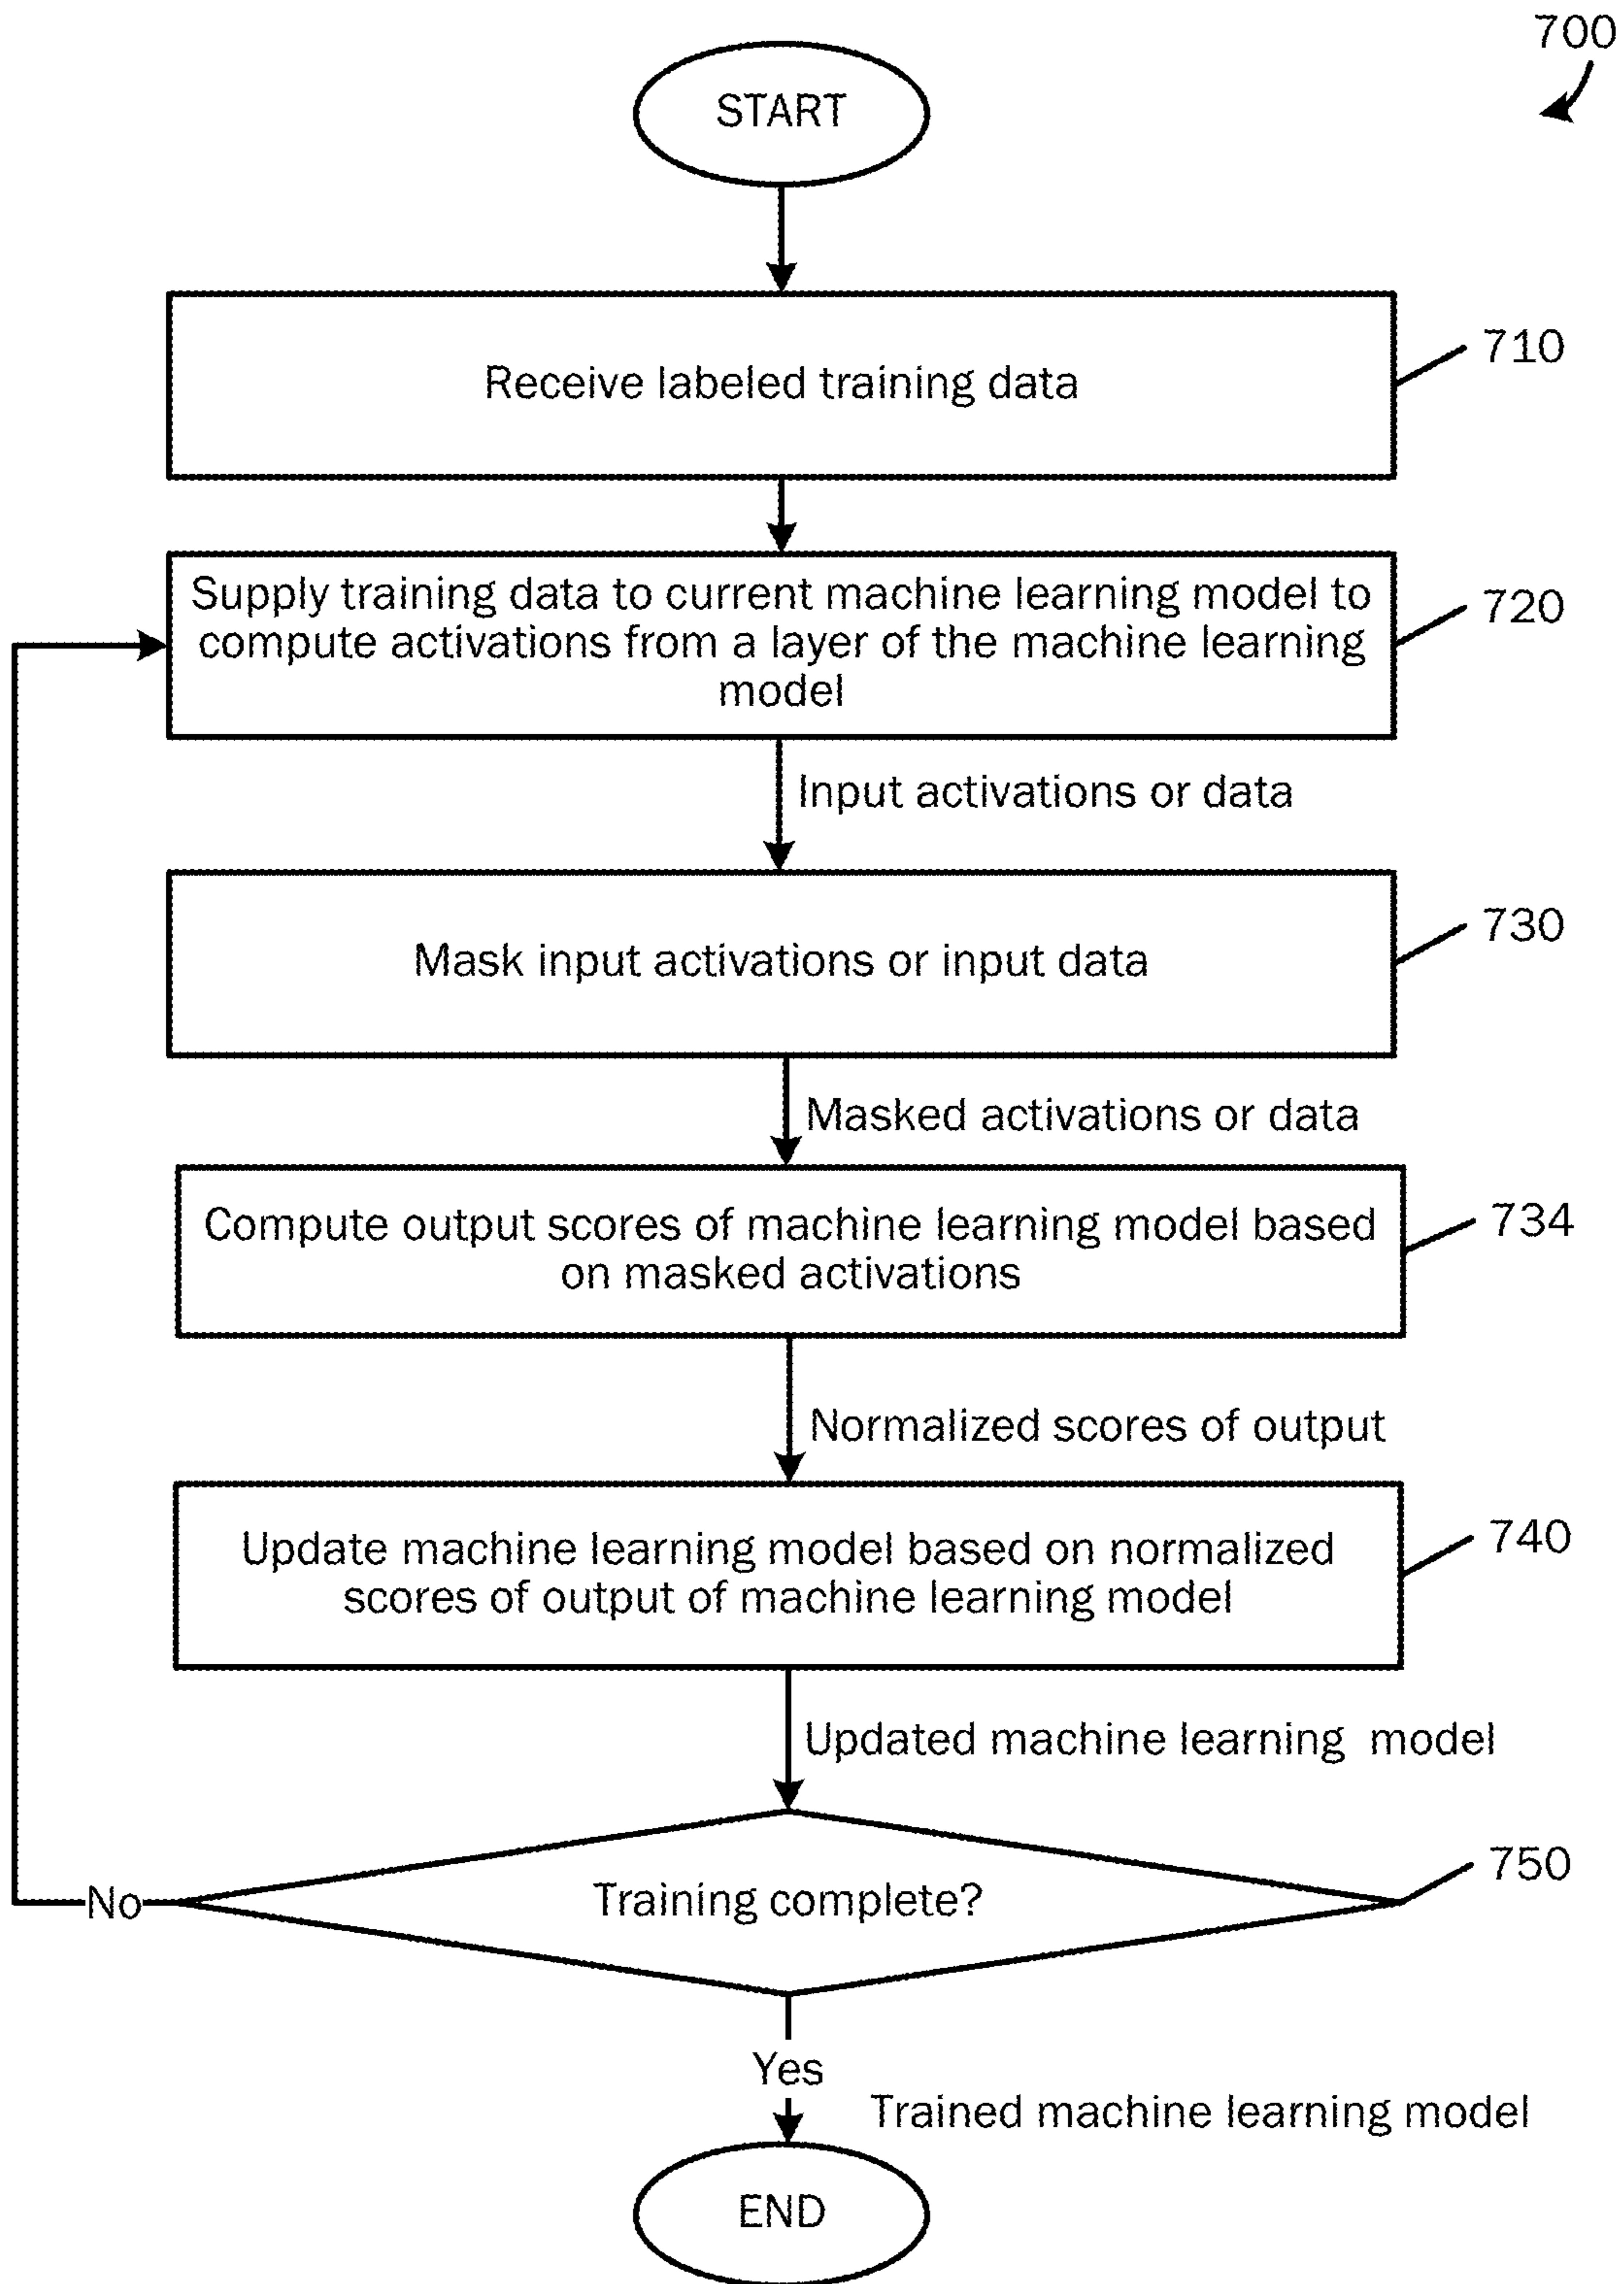 700
START
Receive labeled training data
710
Supply training data to current machine learning model to
compute activations from a layer of the machine learning
model
720
Input activations or data
Mask input activations or input data
730
Masked activations or data
Compute output scores of machine learning model based
on masked activations
734
Normalized scores of output
Update machine learning model based on normalized
scores of output of machine learning model
740
Updated machine learning model
Training complete?
750
No
Yes
Trained machine learning model
END